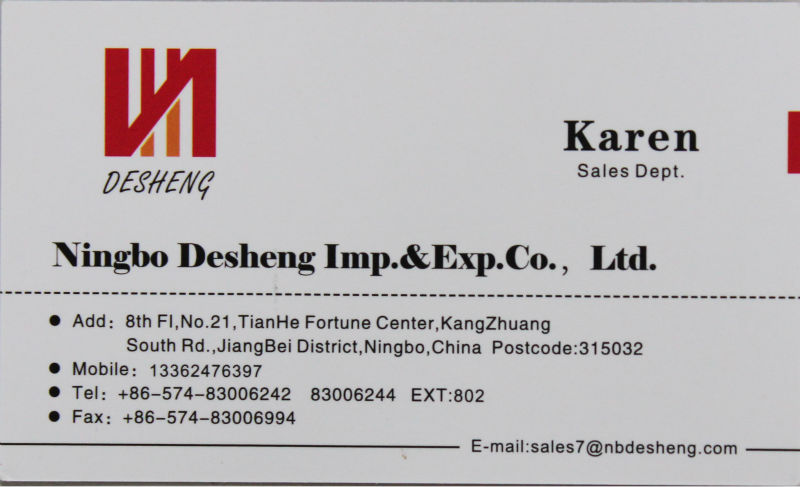 DESHENG
Karen
Sales Dept.
Ningbo Desheng Imp.&Exp.Co., Ltd.
Add: 8th Fl,No.21,TianHe Fortune Center,KangZhuang
South Rd.,JiangBei District,Ningbo,China Postcode:315032
Mobile: 13362476397
Tel: +86-574-83006242 83006244 EXT:802
Fax: +86-574-83006994
E-mail:sales7@nbdesheng.com